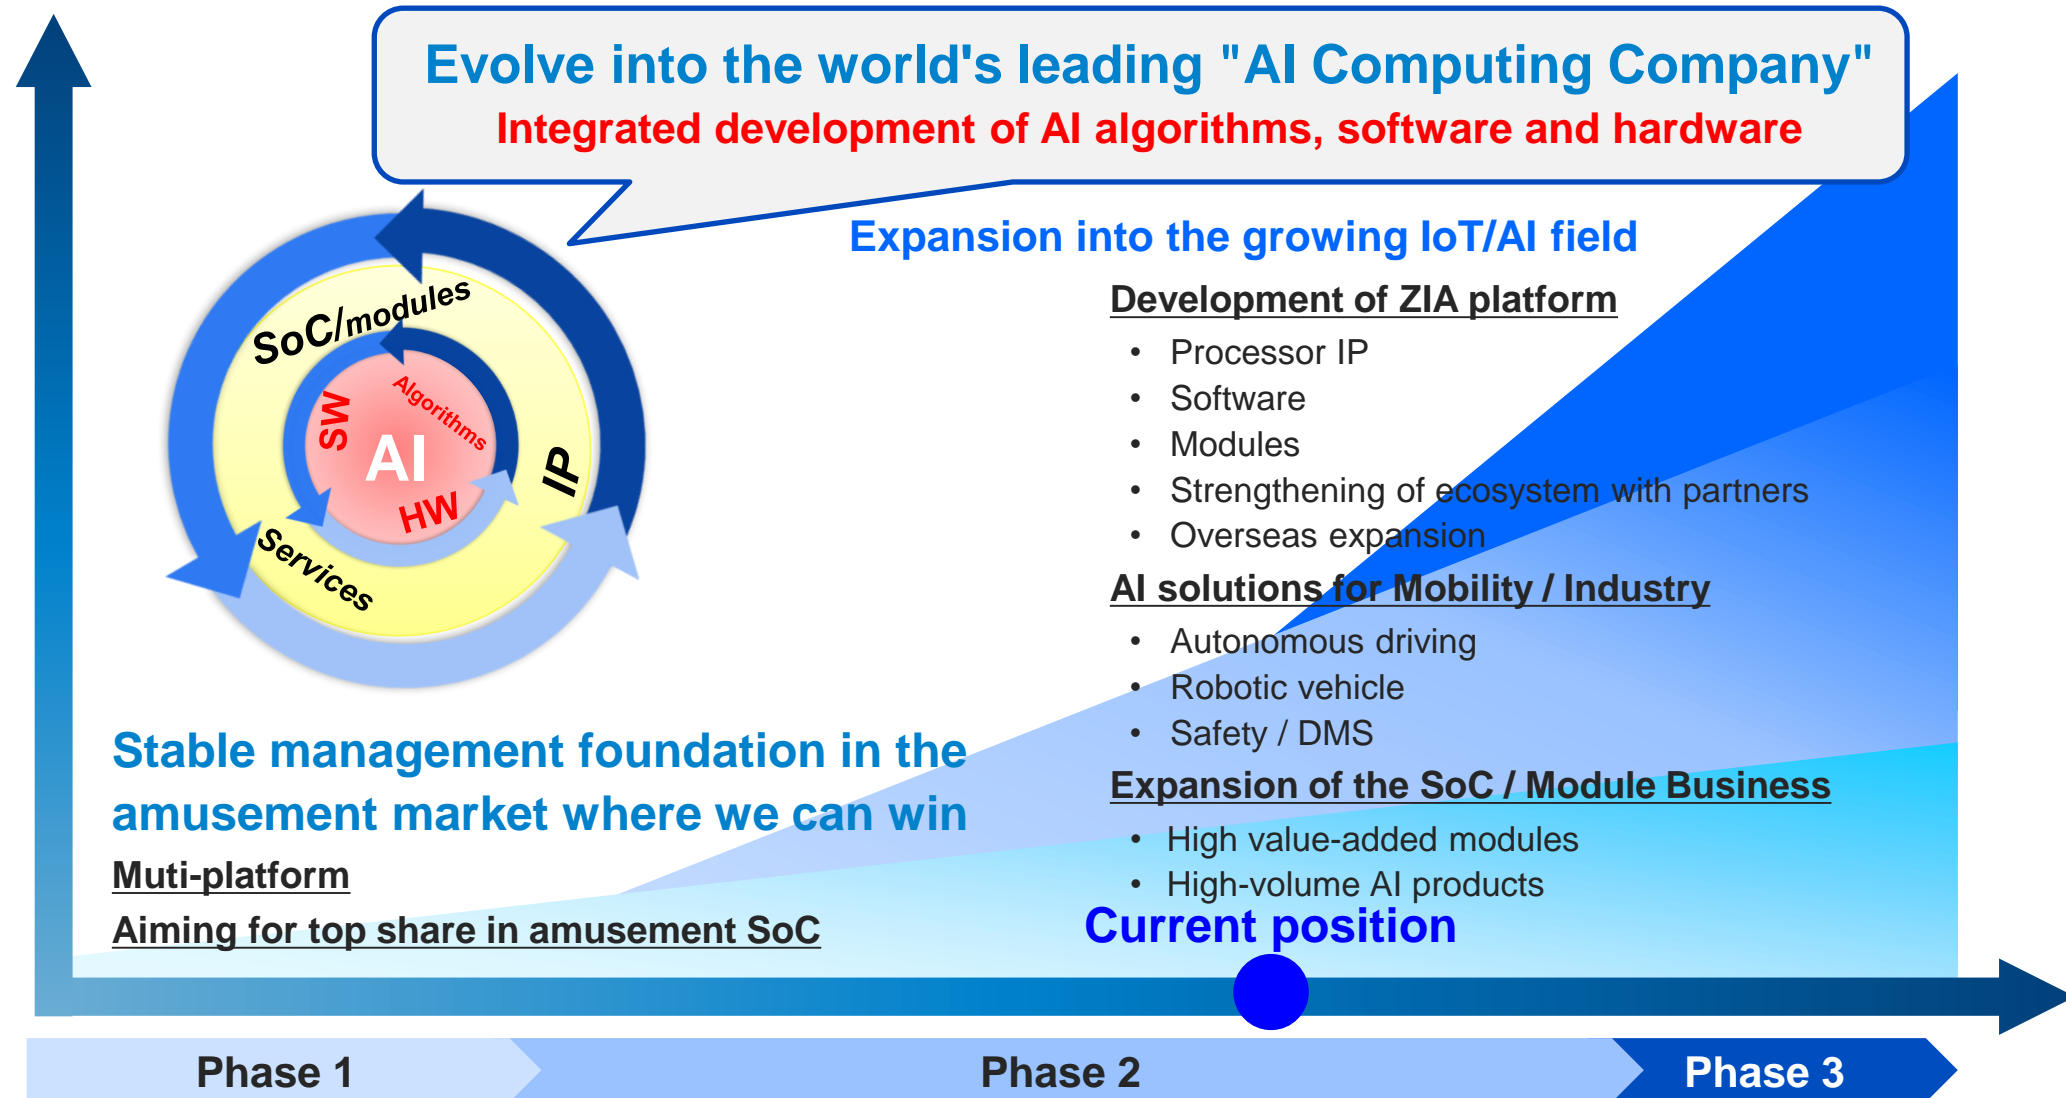 Evolve into the world's leading "AI Computing Company"
Integrated development of AI algorithms, software and hardware
Expansion into the growing IoT/AI field
SoC/modules
IP
Services
Algorithms
SW
HW
AI
Development of ZIA platform
• Processor IP
• Software
• Modules
• Strengthening of ecosystem with partners
• Overseas expansion
AI solutions for Mobility / Industry
• Autonomous driving
• Robotic vehicle
• Safety / DMS
Expansion of the SoC / Module Business
• High value-added modules
• High-volume AI products
Stable management foundation in the
amusement market where we can win
Muti-platform
Aiming for top share in amusement SoC
Current position
Phase 1
Phase 2
Phase 3